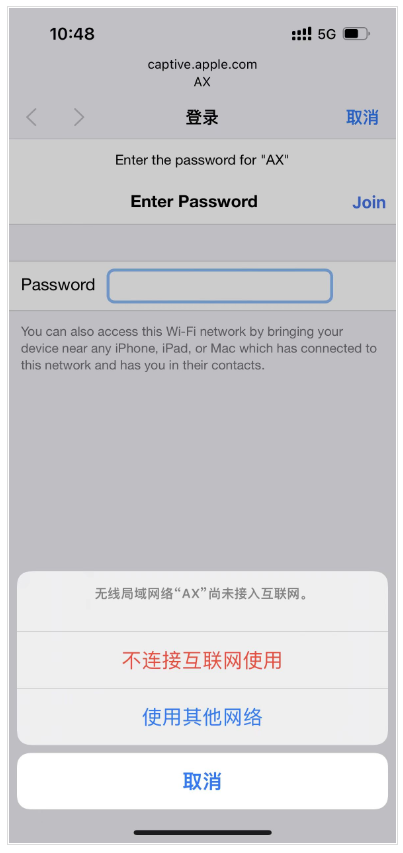 10:48 5G
captive.apple.com
AX
登录 取消
Enter the password for "AX"
Enter Password Join
Password
You can also access this Wi-Fi network by bringing your
device near any iPhone, iPad, or Mac which has connected to
this network and has you in their contacts.
无线局域网络“AX”尚未接入互联网。
不连接互联网使用
使用其他网络
取消